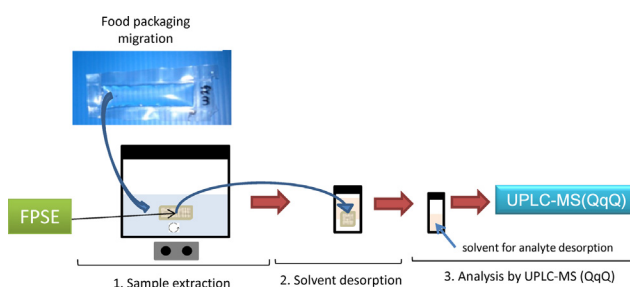 Food packaging
migration
FPSE
UPLC-MS(QqQ)
solvent for analyte desorption
1. Sample extraction
2. Solvent desorption
3. Analysis by UPLC-MS (QqQ)